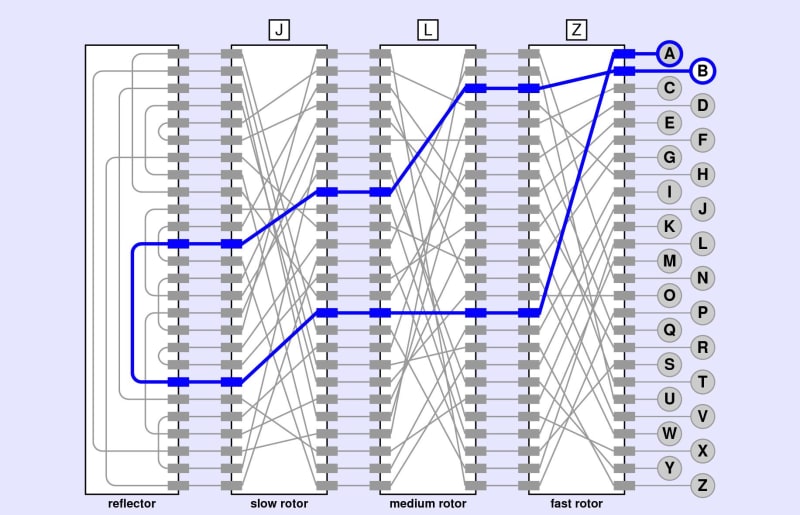 J L Z
A
B
C
D
E
F
G
H
I
J
K
L
M
N
O
P
Q
R
S
T
U
V
W
X
Y
Z
reflector slow rotor medium rotor fast rotor